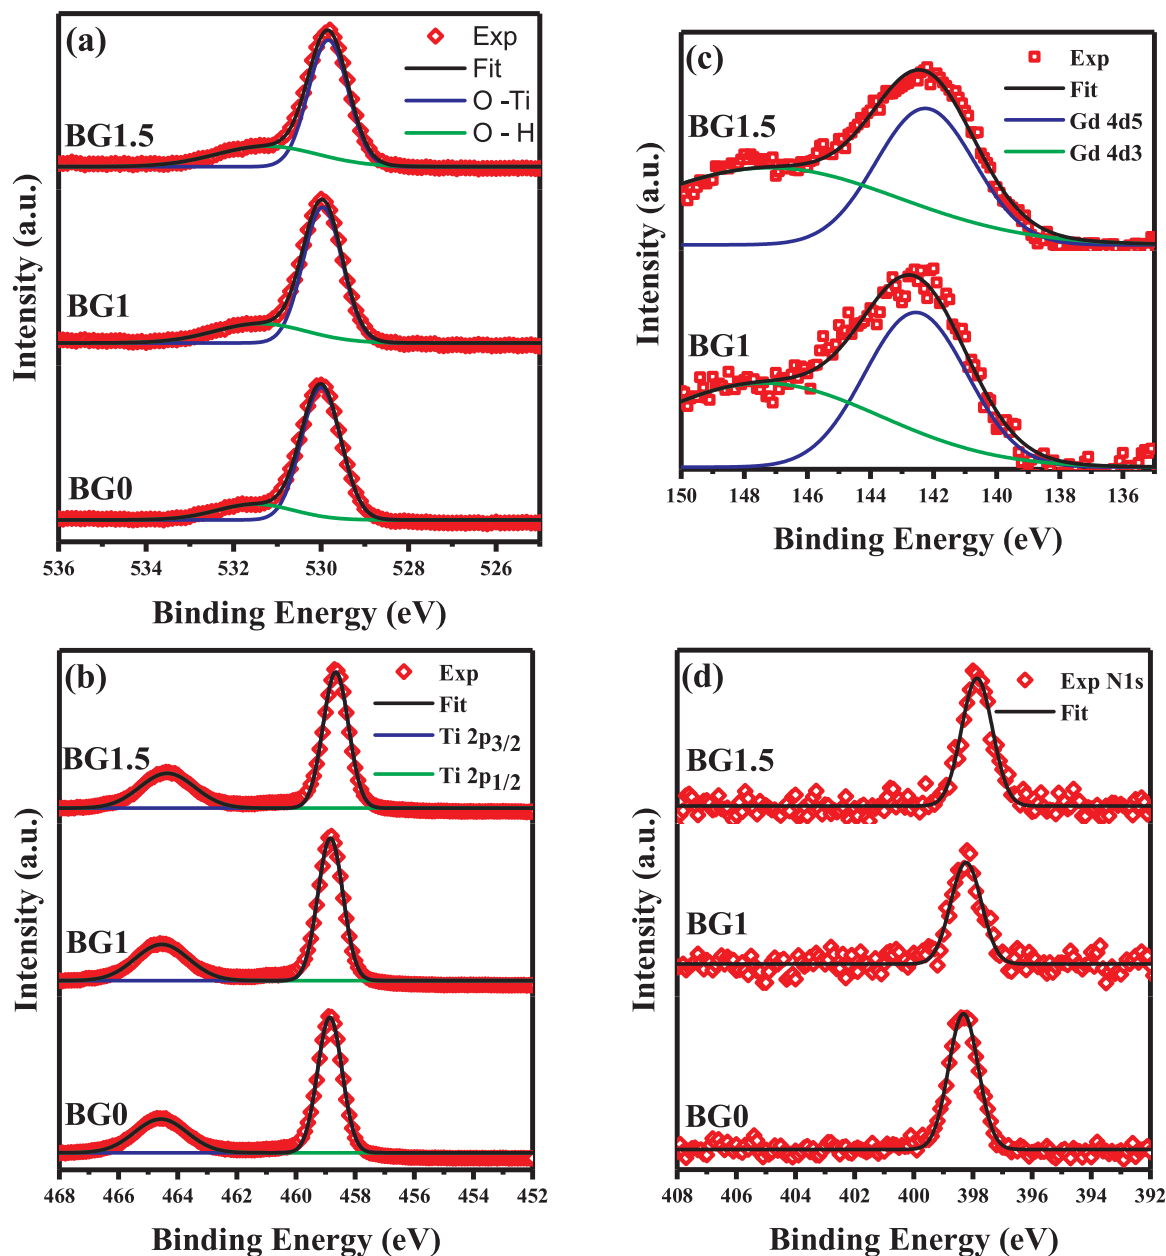 (a)
Exp
Fit
O -Ti
O - H
BG1.5
BG1
BG0
Intensity (a.u.)
536 534 532 530 528 526
Binding Energy (eV)
(c)
Exp
Fit
Gd 4d5
Gd 4d3
BG1.5
BG1
Intensity (a.u.)
150 148 146 144 142 140 138 136
Binding Energy (eV)
(b)
Exp
Fit
Ti 2p3/2
Ti 2p1/2
BG1.5
BG1
BG0
Intensity (a.u.)
468 466 464 462 460 458 456 454 452
Binding Energy (eV)
(d)
Exp N1s
Fit
BG1.5
BG1
BG0
Intensity (a.u.)
408 406 404 402 400 398 396 394 392
Binding Energy (eV)